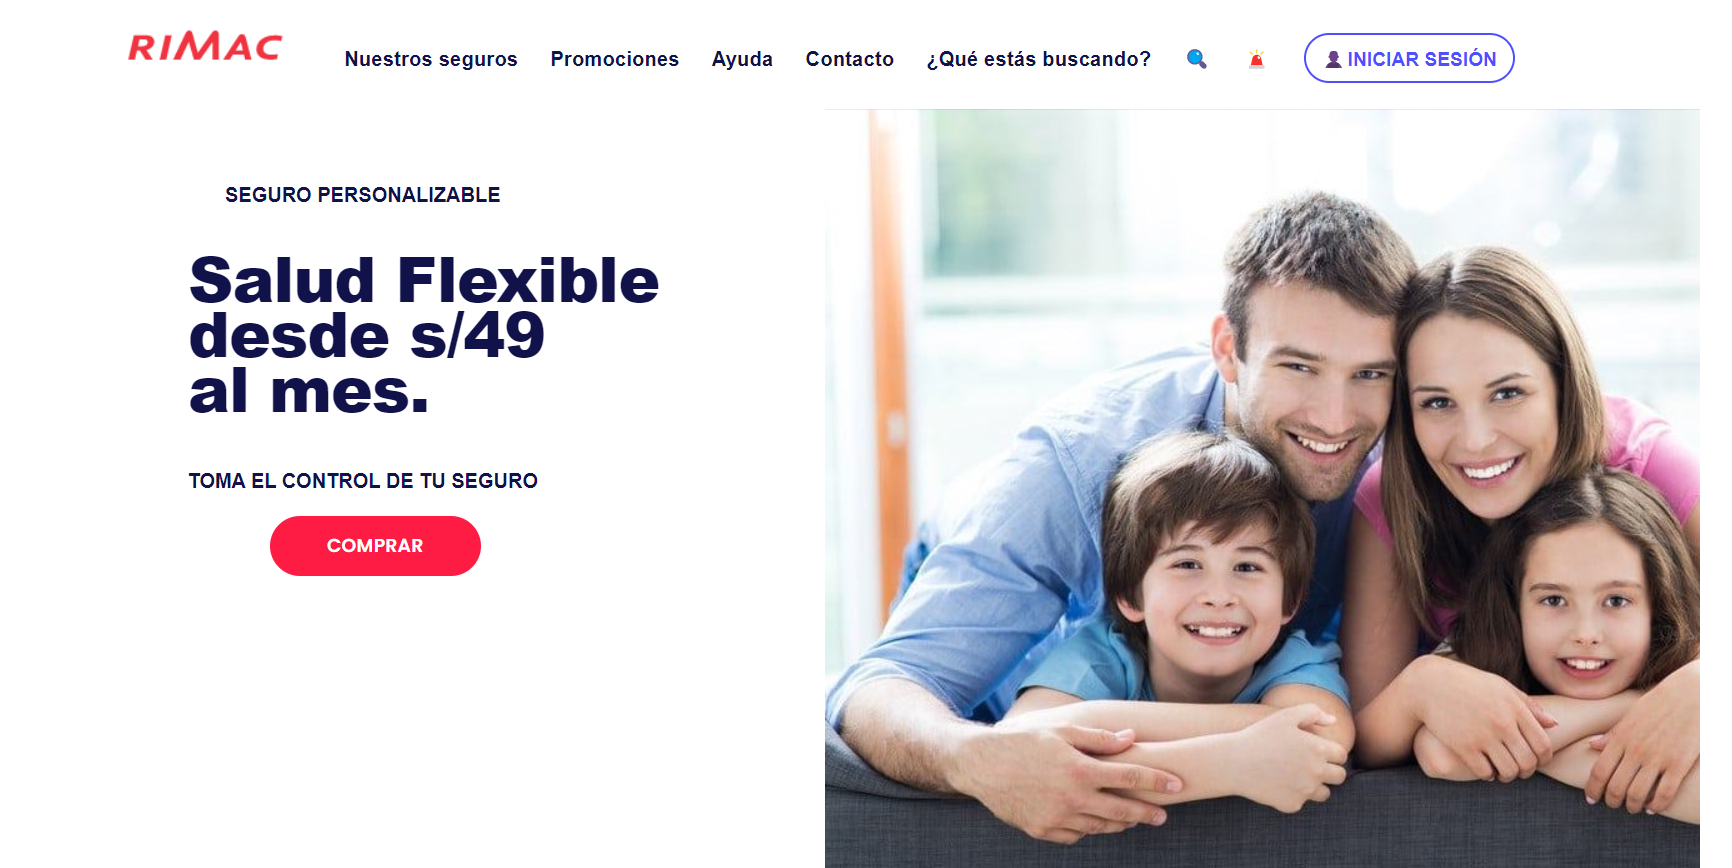 RIMAC
Nuestros seguros Promociones Ayuda Contacto ¿Qué estás buscando? INICIAR SESIÓN
SEGURO PERSONALIZABLE
Salud Flexible
desde s/49
al mes.
TOMA EL CONTROL DE TU SEGURO
COMPRAR